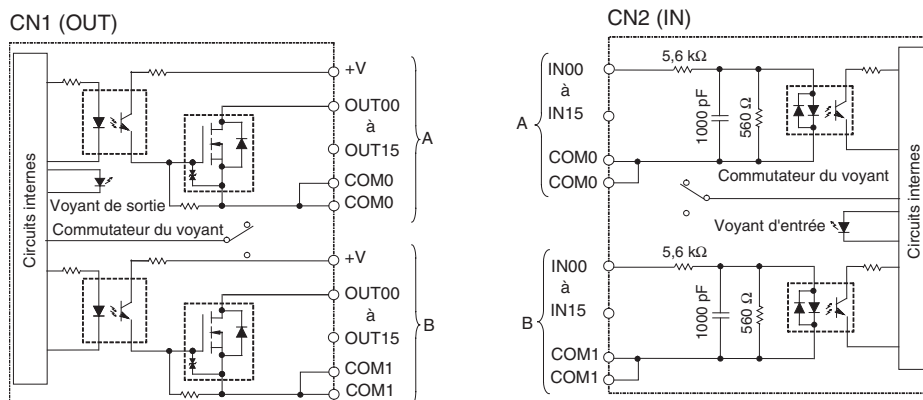 CN1 (OUT)
Circuits internes
+V
OUT00
à
OUT15
COM0
COM0
A
Voyant de sortie
Commutateur du voyant
+V
OUT00
à
OUT15
COM1
COM1
B
CN2 (IN)
A
IN00
à
IN15
COM0
COM0
5,6 kΩ
1000 pF
560 Ω
Commutateur du voyant
Voyant d'entrée
Circuits internes
B
IN00
à
IN15
COM1
COM1
5,6 kΩ
1000 pF
560 Ω